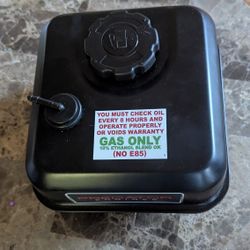 YOU MUST CHECK OIL
EVERY 8 HOURS AND
OPERATE PROPERLY
OR VOIDS WARRANTY
GAS ONLY
10% ETHANOL BLEND OK
(NO E85)
PREDATOR